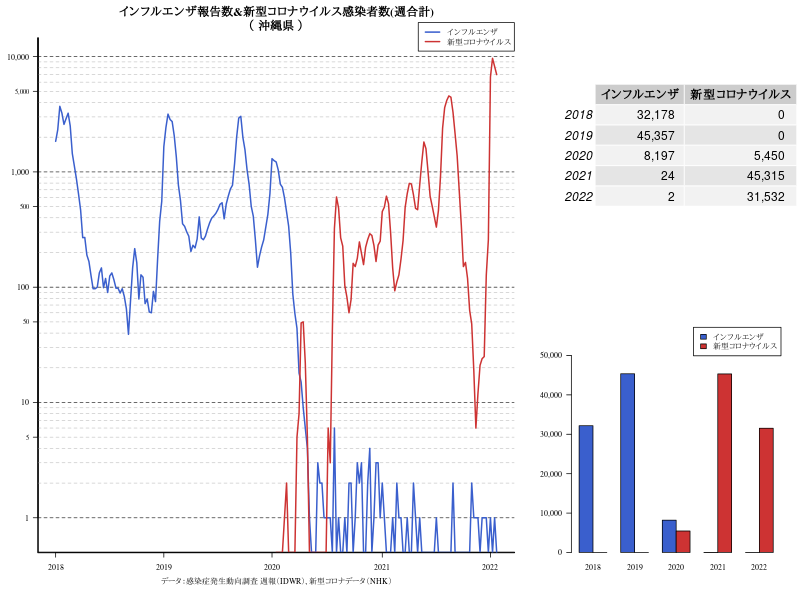 インフルエンザ報告数&新型コロナウイルス感染者数(週合計)
（ 沖縄県 ）
インフルエンザ
新型コロナウイルス
10,000
5,000
1,000
50
100
50
10
5
1
2018
2019
2020
2021
2022
データ：感染症発生動向調査 週報（IDWR）、新型コロナデータ（NHK）
インフルエンザ 新型コロナウイルス
2018 32,178 0
2019 45,357 0
2020 8,197 5,450
2021 24 45,315
2022 2 31,532
インフルエンザ
新型コロナウイルス
50,000
40,000
30,000
20,000
10,000
0
2018
2019
2020
2021
2022